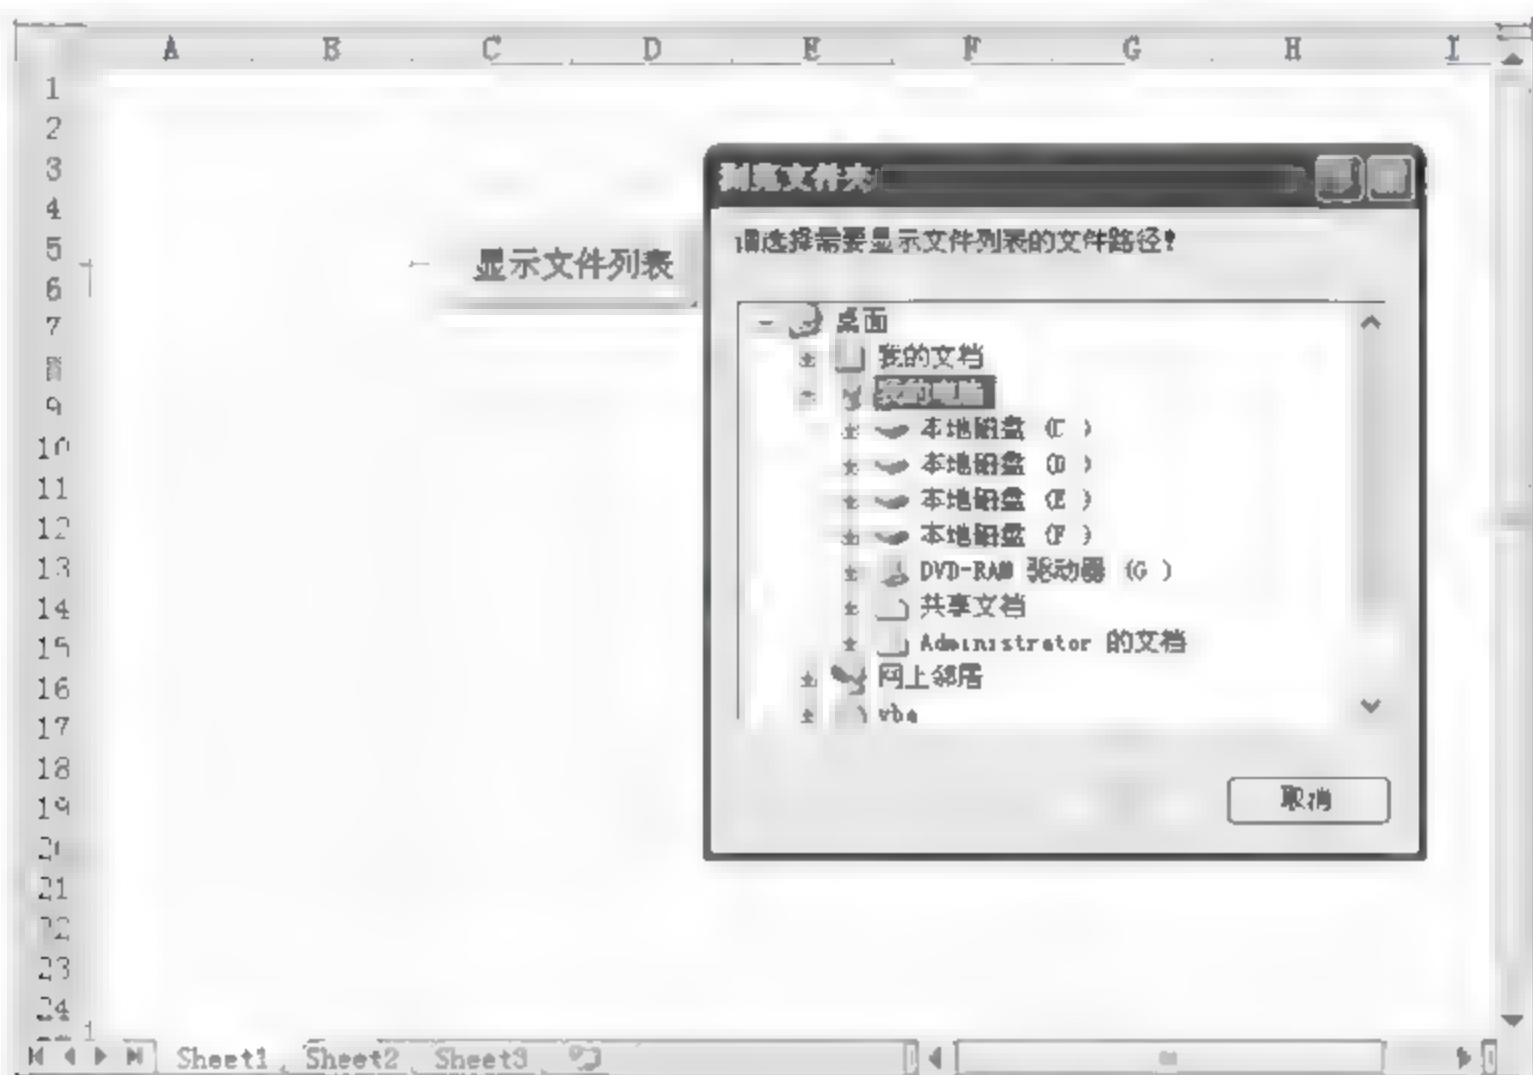 A B C D E F G H I
1
2
3
4
5
6
7
8
9
10
11
12
13
14
15
16
17
18
19
20
21
22
23
24
显示文件列表
浏览文件夹
请选择需要显示文件列表的文件路径!
桌面
我的文档
我的电脑
本地磁盘 (C )
本地磁盘 (D )
本地磁盘 (E )
本地磁盘 (F )
DVD-RAM 驱动器 (G )
共享文档
Administrator 的文档
网上邻居
vba
取消
Sheet1 Sheet2 Sheet3